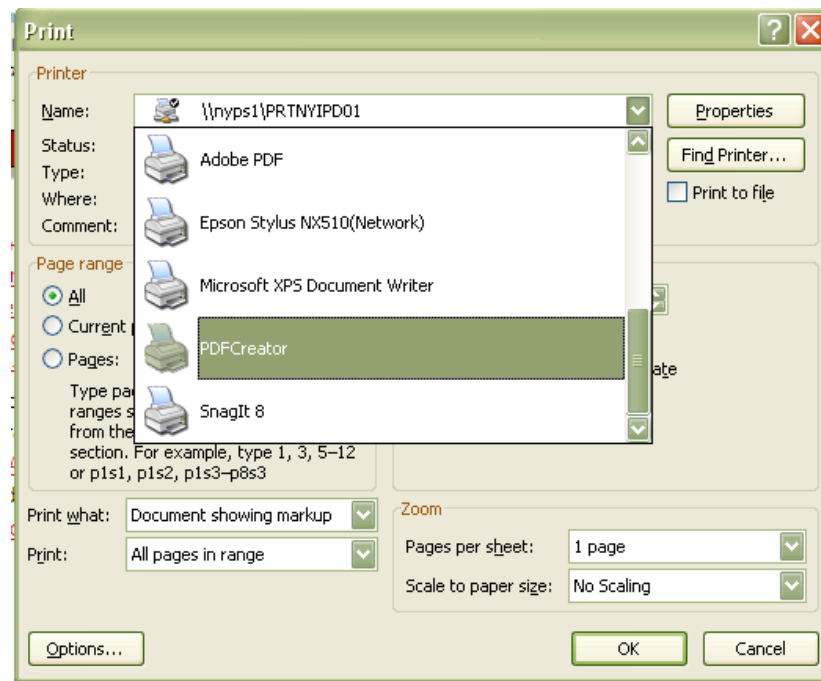 Print
Printer
Name: \\nyps1\PRTNYIPD01 Properties
Status: Adobe PDF Find Printer...
Type:
Where: Print to file
Comment: Epson Stylus NX510(Network)
Page range
All Microsoft XPS Document Writer
Current
Pages: PDFCreator
Type
ranges SnagIt 8
from the
section. For example, type 1, 3, 5–12
or p1s1, p1s2, p1s3–p8s3
Print what: Document showing markup
Print: All pages in range
Zoom
Pages per sheet: 1 page
Scale to paper size: No Scaling
Options... OK Cancel